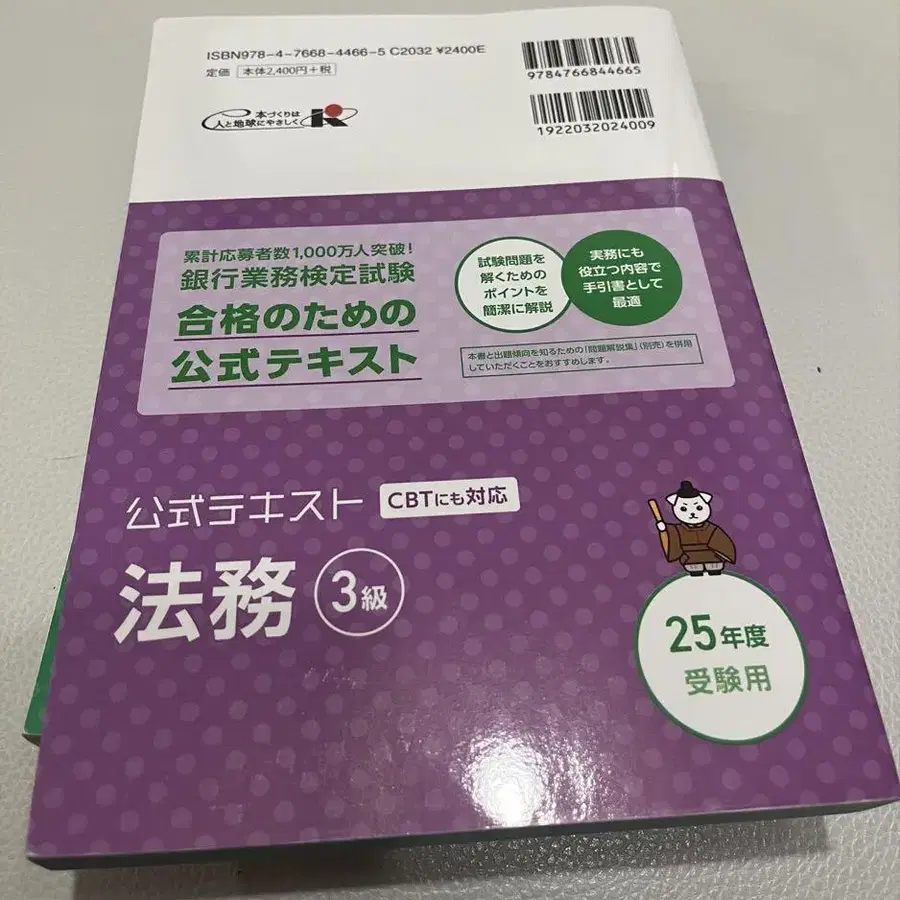 ISBN978-4-7668-4466-5 C2032 ¥2400E
定価 本体2,400円+税
9784766844665
1922032024009
本づくりは
人と地球にやさしく
累計応募者数1,000万人突破!
銀行業務検定試験
合格のための
公式テキスト
試験問題を
解くための
ポイントを
簡潔に解説
実務にも
役立つ内容で
手引書として
最適
本書と出題傾向を知るための「問題解説集」(別売)を併用
していただくことをおすすめします。
公式テキスト CBTにも対応
法務 3級
25年度
受験用